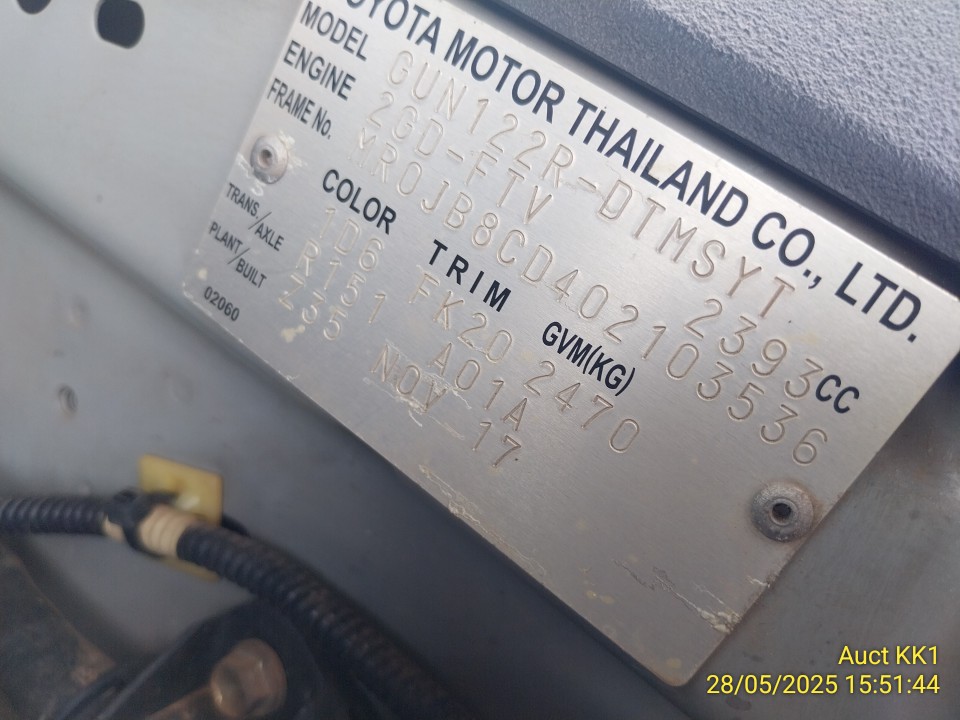 TOYOTA MOTOR THAILAND CO., LTD.
MODEL GUN122R-DTMSYT
ENGINE 2GD-FTV 2393CC
FRAME No. MR0JB8CD402103536
COLOR TRIM GVM(KG)
1D6 FK20 2470
TRANS./AXLE R151 A01A
PLANT/BUILT Z35 NOV 17
02060
Auct KK1
28/05/2025 15:51:44